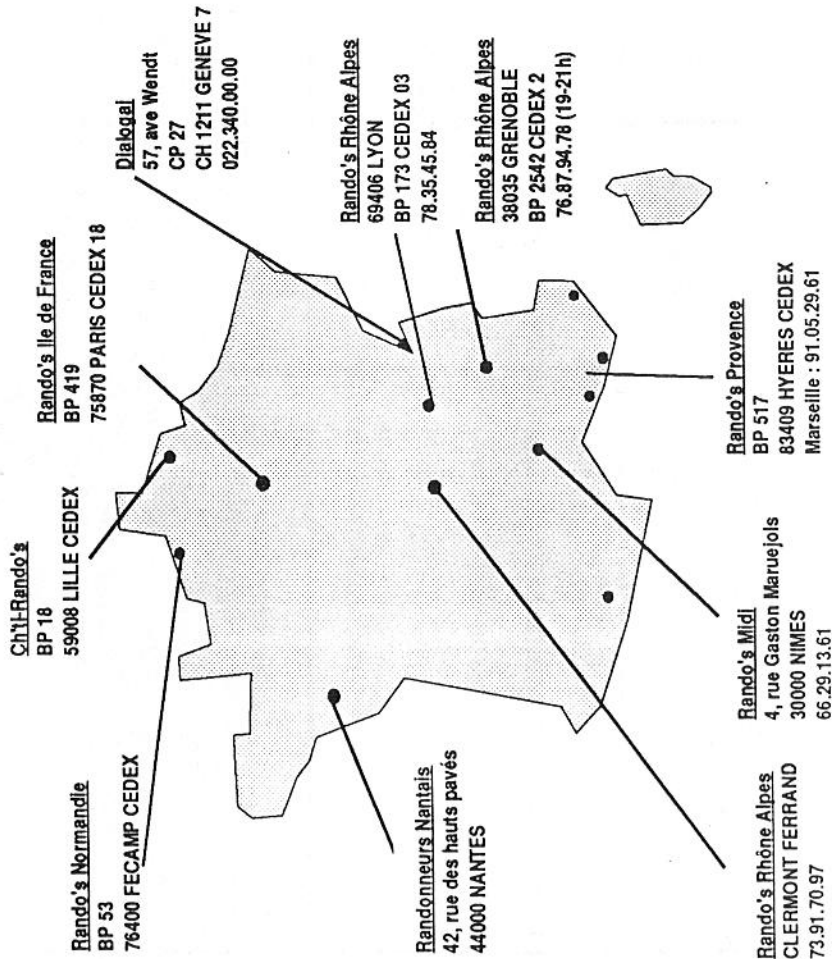 Ch'ti-Rando's
BP 18
59008 LILLE CEDEX
Rando's Ile de France
BP 419
75870 PARIS CEDEX 18
Dialogai
57, ave Wendt
CP 27
CH 1211 GENEVE 7
022.340.00.00
Rando's Normandie
BP 53
76400 FECAMP CEDEX
Rando's Rhône Alpes
69406 LYON
BP 173 CEDEX 03
78.35.45.84
Randonneurs Nantais
42, rue des hauts pavés
44000 NANTES
Rando's Rhône Alpes
38035 GRENOBLE
BP 2542 CEDEX 2
76.87.94.78 (19-21h)
Rando's Rhône Alpes
CLERMONT FERRAND
73.91.70.97
Rando's Midi
4, rue Gaston Maruejols
30000 NIMES
66.29.13.61
Rando's Provence
BP 517
83409 HYERES CEDEX
Marseille : 91.05.29.61